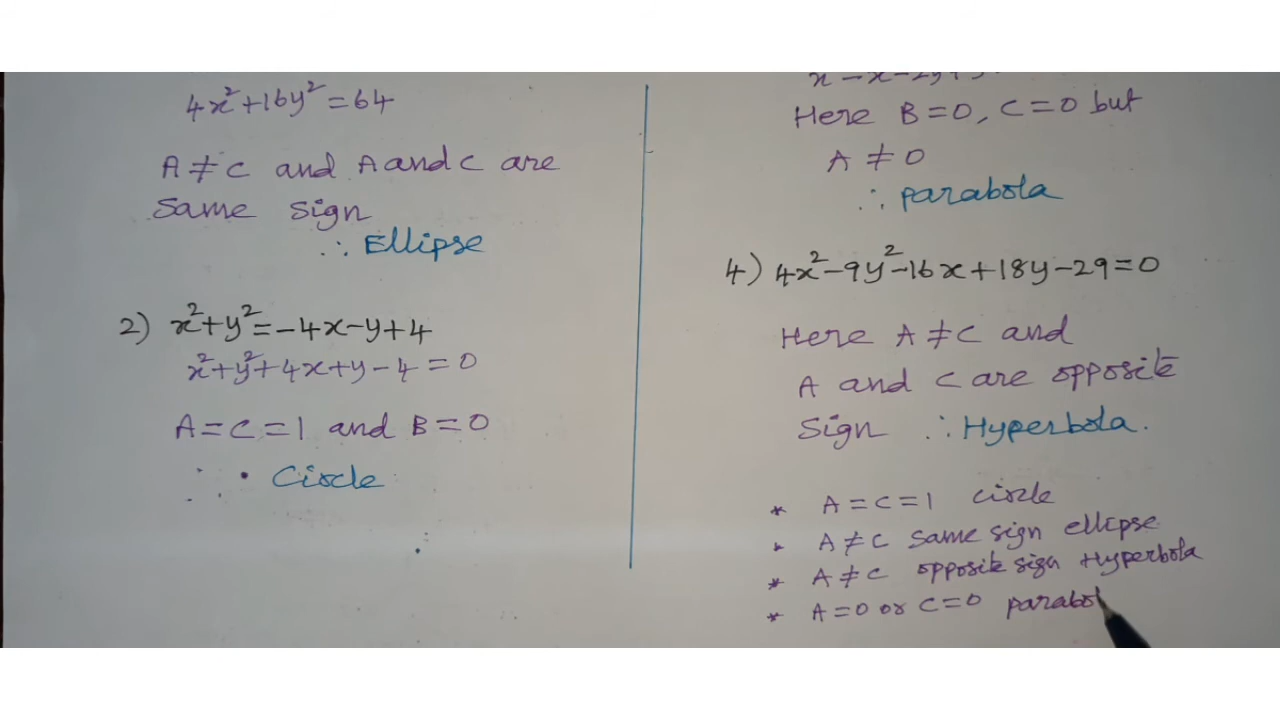 4x²+16y²=64
A≠C and A and C are
Same Sign
∴ Ellipse
2) x²+y²=-4x-y+4
x²+y²+4x+y-4=0
A=C=1 and B=0
∴ Circle
Here B=0, C=0 but
A ≠ 0
∴ parabola
4) 4x²-9y²-16x+18y-29=0
Here A≠C and
A and C are opposite
Sign ∴ Hyperbola.
* A=C=1 circle
* A≠C Same sign ellipse
* A≠C opposite sign Hyperbola
* A=0 or C=0 parabol